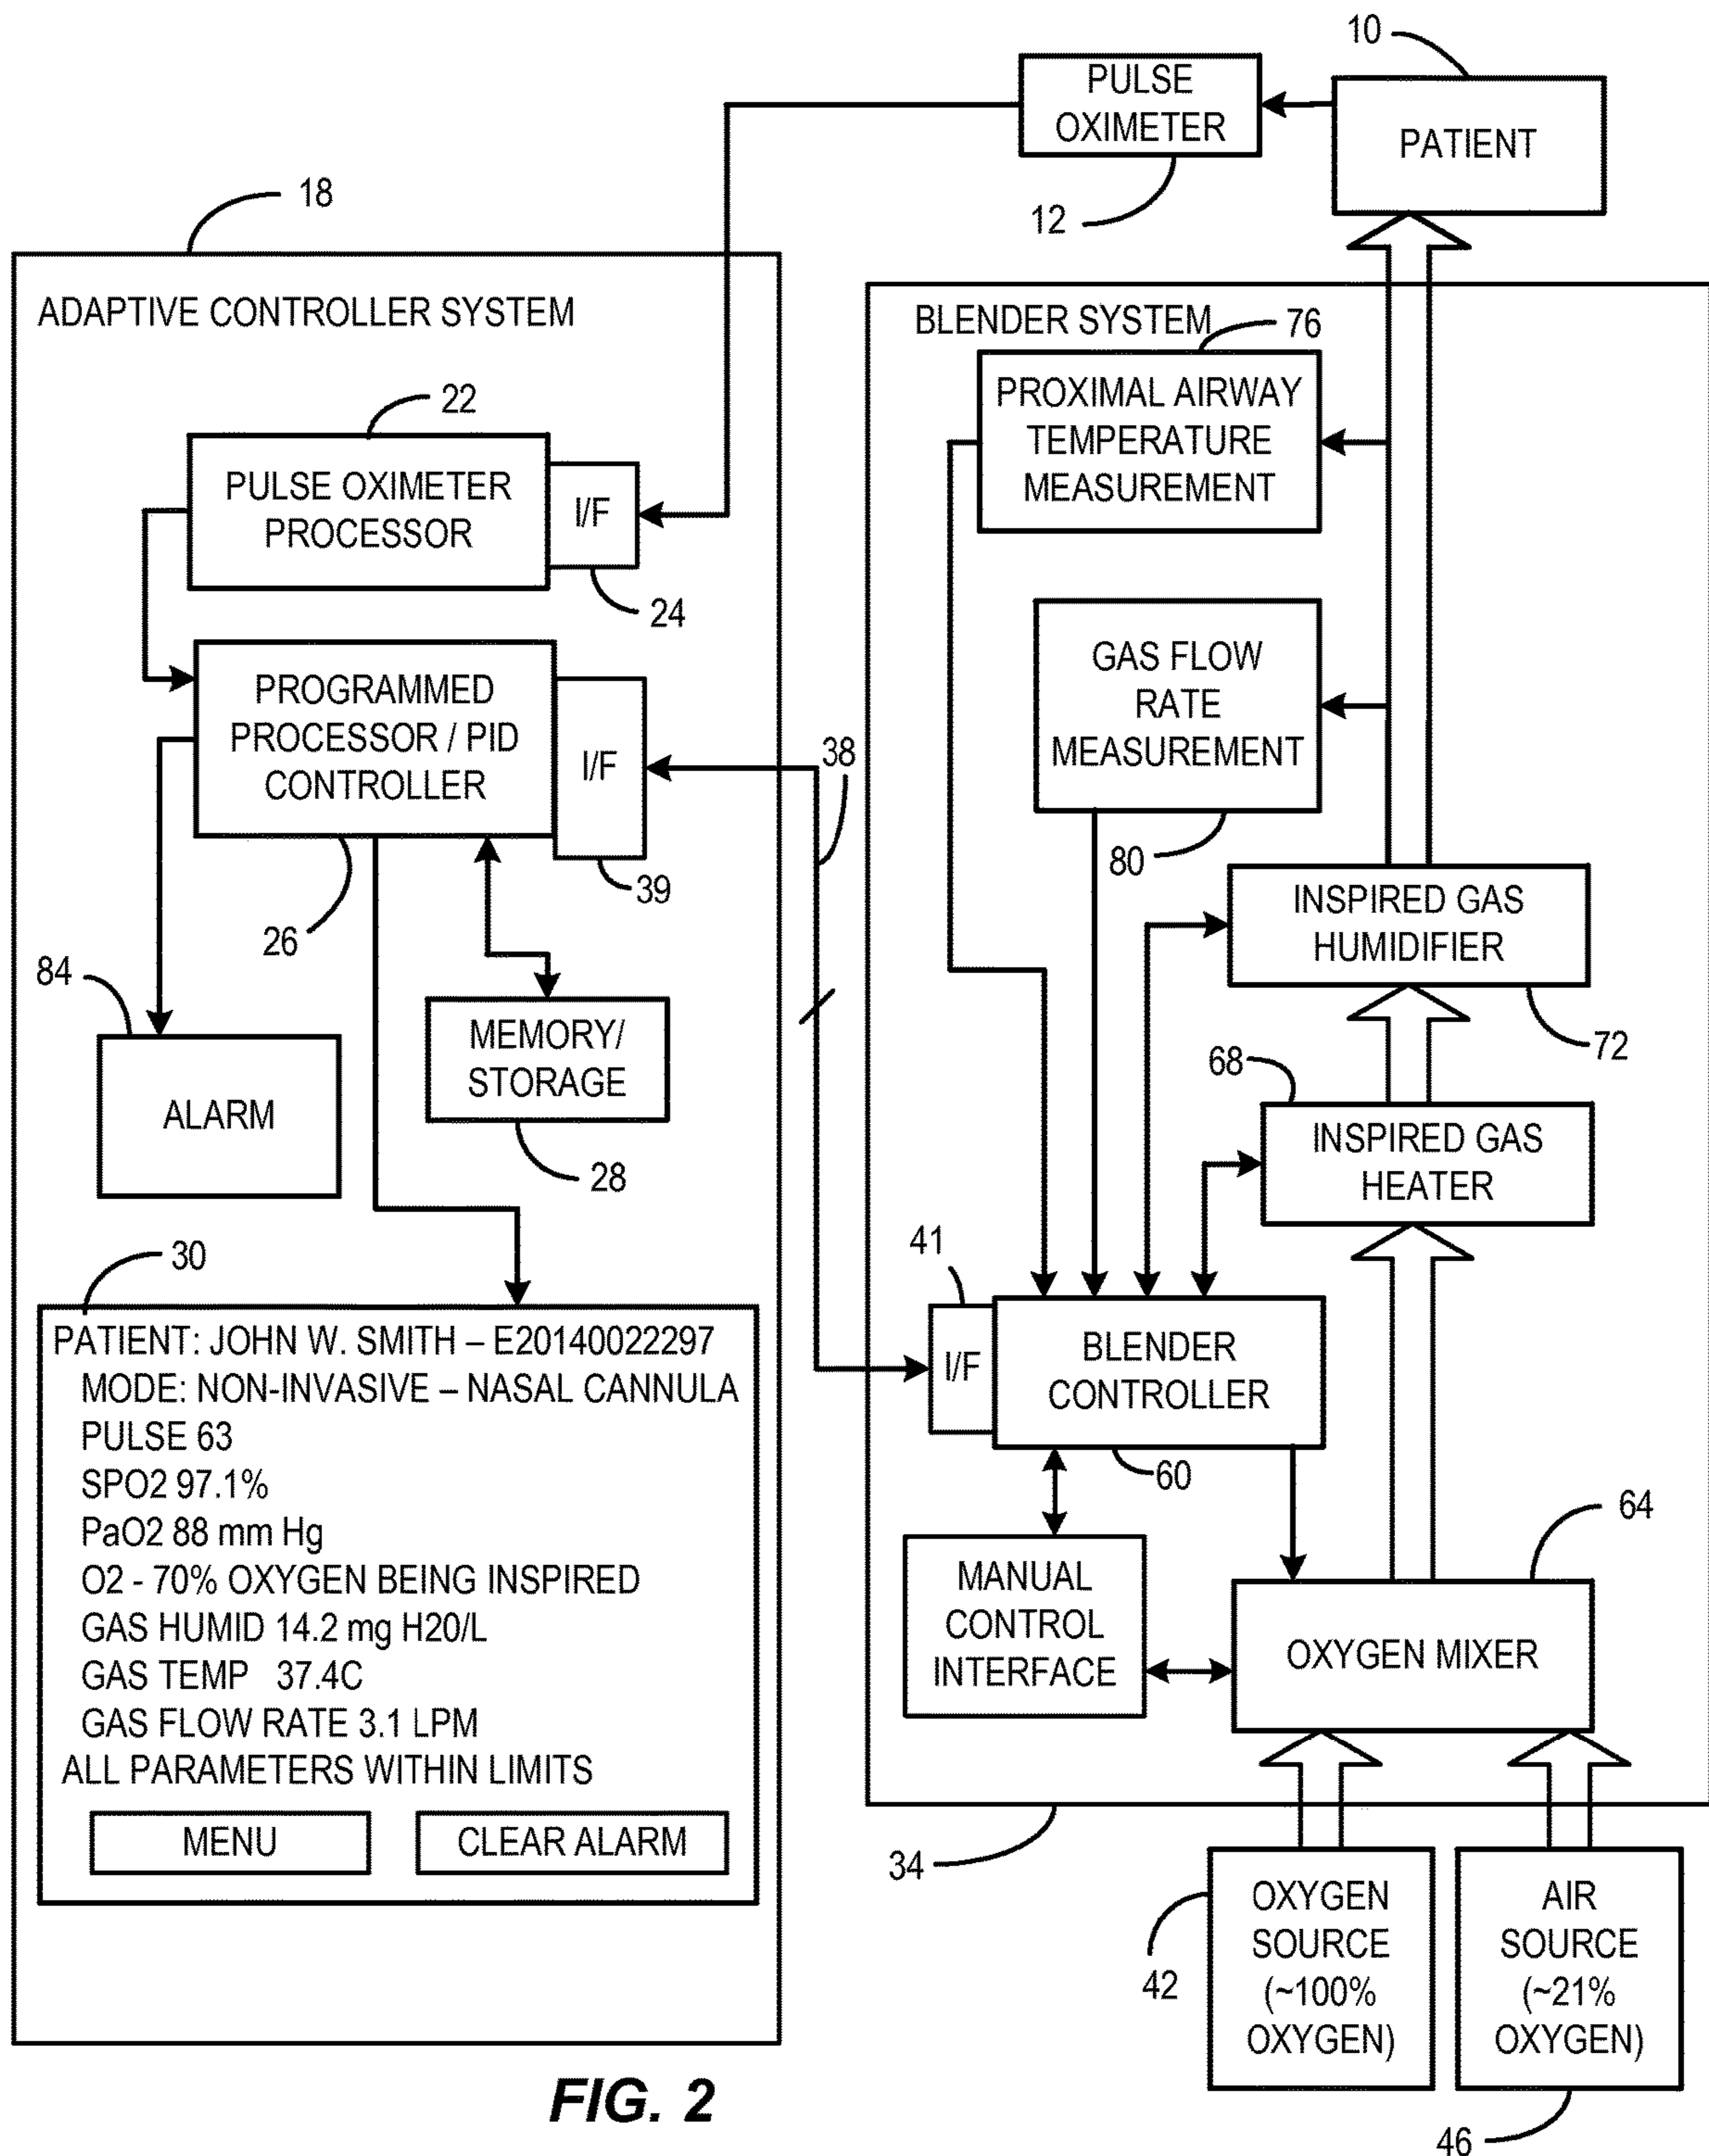 10
PULSE
OXIMETER
PATIENT
12
18
ADAPTIVE CONTROLLER SYSTEM
22
PULSE OXIMETER
PROCESSOR
I/F
24
PROGRAMMED
PROCESSOR / PID
CONTROLLER
I/F
26
39
38
84
ALARM
MEMORY/
STORAGE
28
30
PATIENT: JOHN W. SMITH – E20140022297
MODE: NON-INVASIVE – NASAL CANNULA
PULSE 63
SPO2 97.1%
PaO2 88 mm Hg
O2 - 70% OXYGEN BEING INSPIRED
GAS HUMID 14.2 mg H20/L
GAS TEMP 37.4C
GAS FLOW RATE 3.1 LPM
ALL PARAMETERS WITHIN LIMITS
MENU
CLEAR ALARM
BLENDER SYSTEM
76
PROXIMAL AIRWAY
TEMPERATURE
MEASUREMENT
GAS FLOW
RATE
MEASUREMENT
80
INSPIRED GAS
HUMIDIFIER
72
68
INSPIRED GAS
HEATER
41
I/F
BLENDER
CONTROLLER
60
64
MANUAL
CONTROL
INTERFACE
OXYGEN MIXER
34
OXYGEN
SOURCE
(~100%
OXYGEN)
42
AIR
SOURCE
(~21%
OXYGEN)
46
FIG. 2